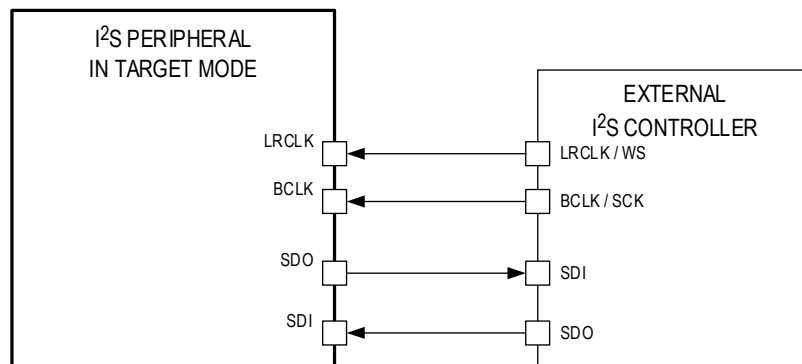 I²S PERIPHERAL
IN TARGET MODE
EXTERNAL
I²S CONTROLLER
LRCLK
LRCLK / WS
BCLK
BCLK / SCK
SDO
SDI
SDI
SDO